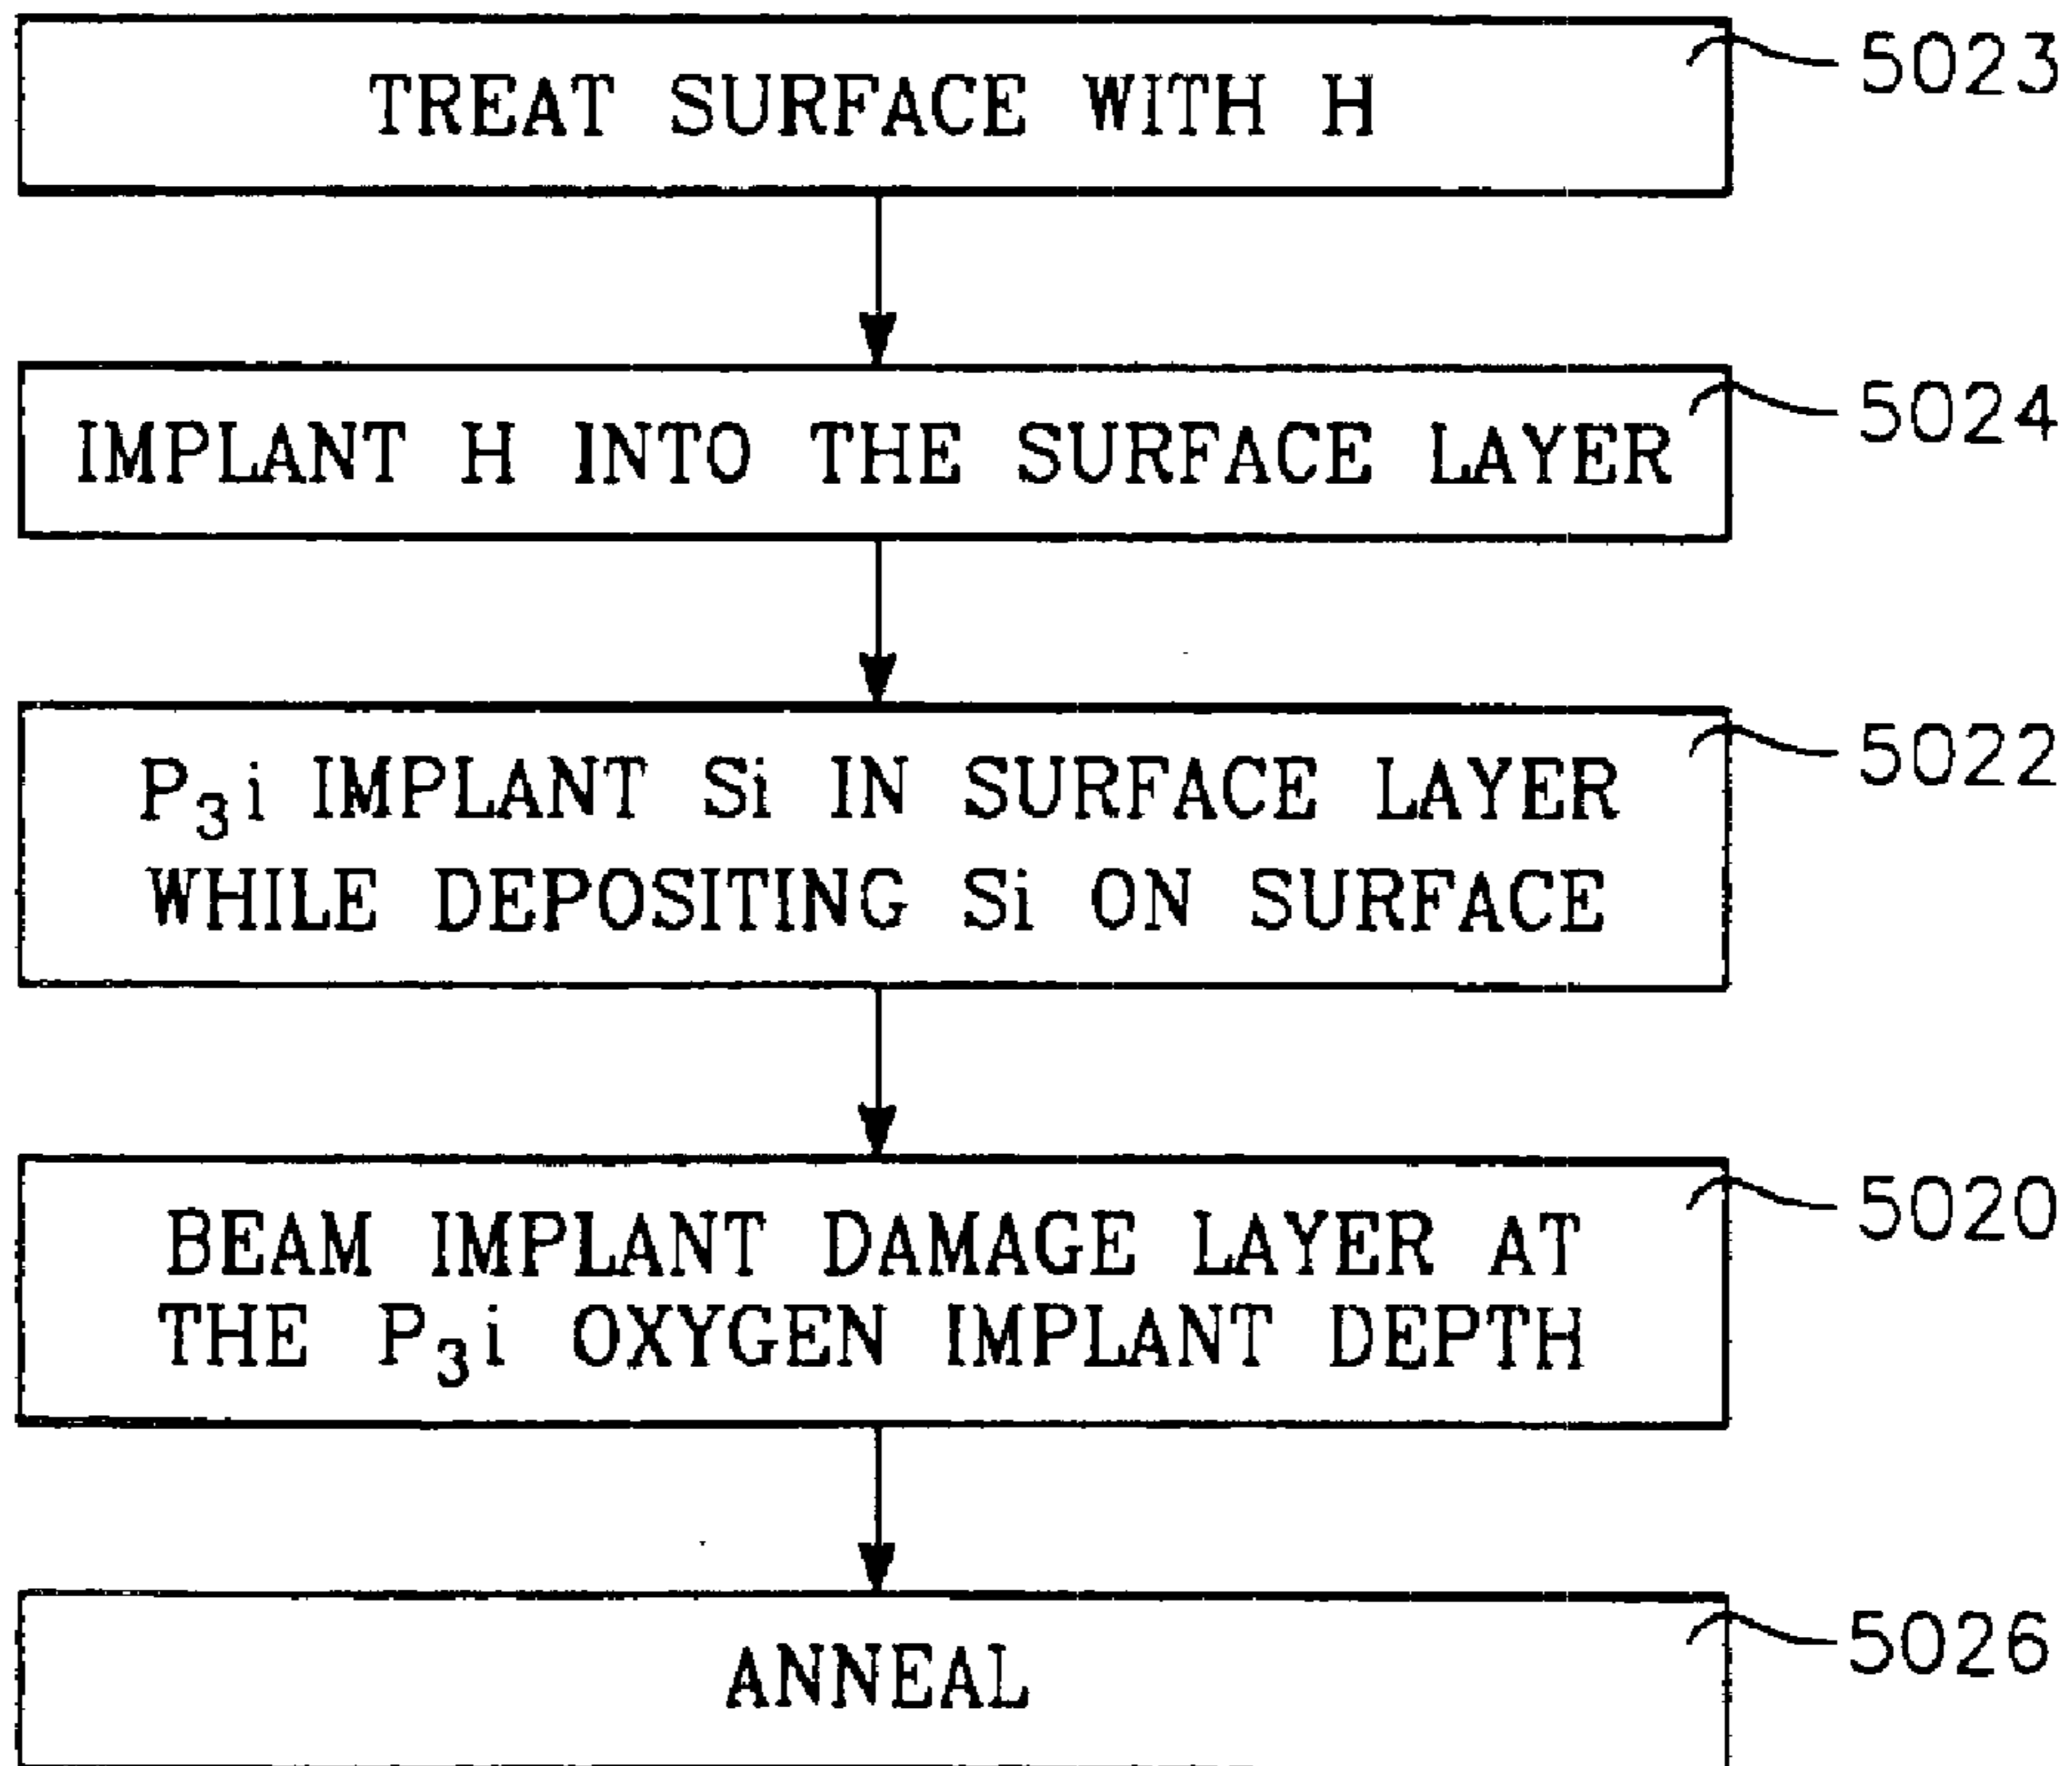 TREAT SURFACE WITH H
5023
IMPLANT H INTO THE SURFACE LAYER
5024
P₃i IMPLANT Si IN SURFACE LAYER
WHILE DEPOSITING Si ON SURFACE
5022
BEAM IMPLANT DAMAGE LAYER AT
THE P₃i OXYGEN IMPLANT DEPTH
5020
ANNEAL
5026